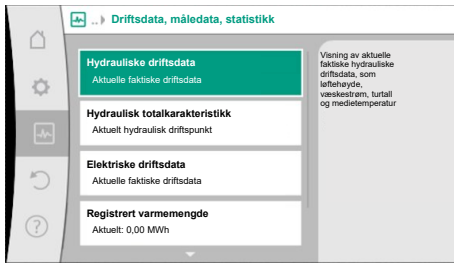 ..) Driftsdata, måledata, statistikk
Hydrauliske driftsdata
Aktuelle faktiske driftsdata
Hydraulisk totalkarakteristikk
Aktuelt hydraulisk driftspunkt
Elektriske driftsdata
Aktuelle faktiske driftsdata
Registrert varmemengde
Aktuelt: 0,00 MWh
Visning av aktuelle
faktiske hydrauliske
driftsdata, som
løftehøyde,
væskestrøm, turtall
og medietemperatur